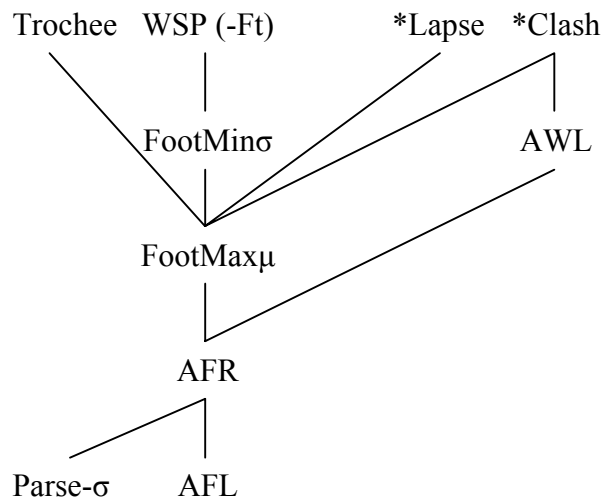 Trochee WSP (-Ft) *Lapse *Clash
FootMinσ AWL
FootMaxμ
AFR
Parse-σ AFL